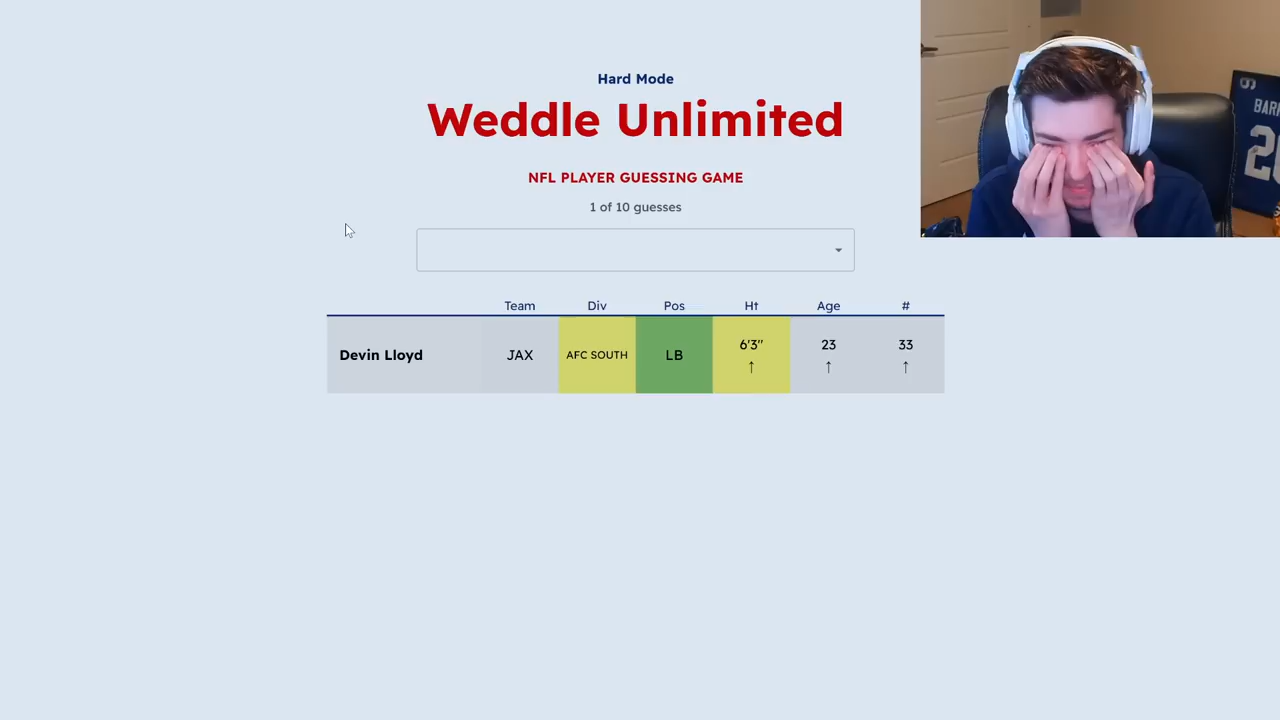 Hard Mode
Weddle Unlimited
NFL PLAYER GUESSING GAME
1 of 10 guesses
Team Div Pos Ht Age #
Devin Lloyd JAX AFC SOUTH LB 6'3" ↑ 23 ↑ 33 ↑